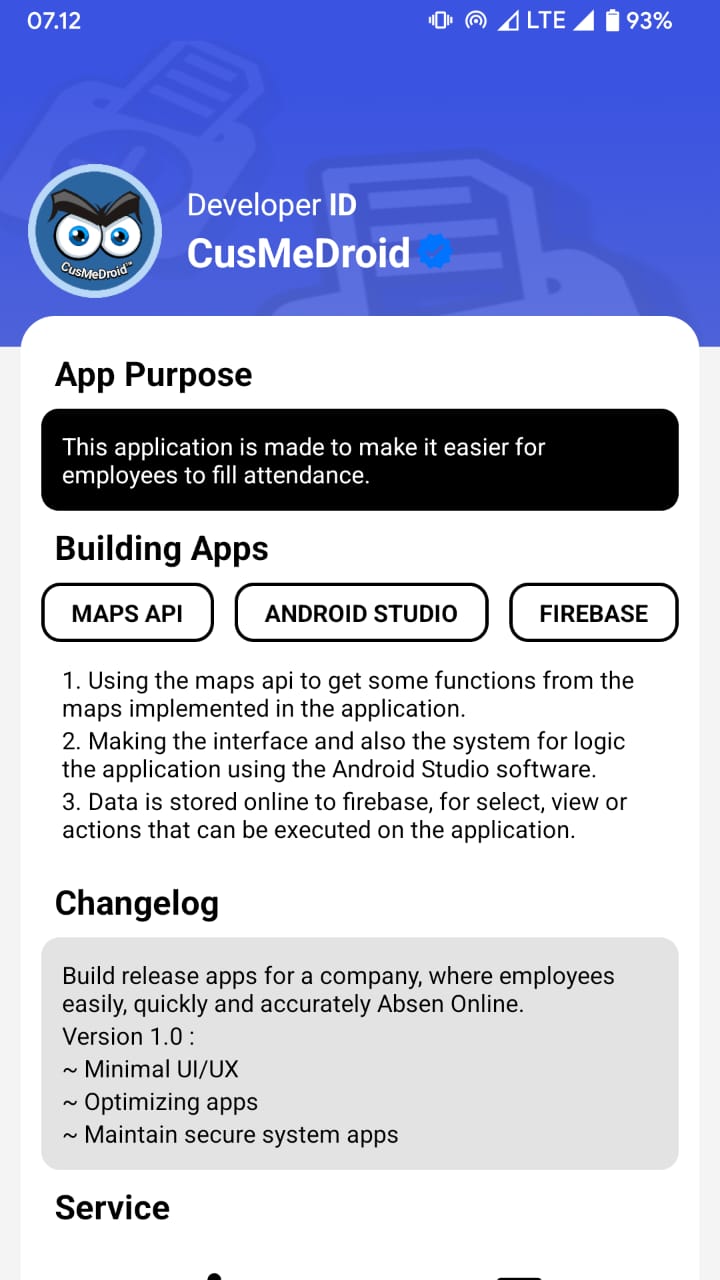 07.12
LTE 93%
Developer ID
CusMeDroid
CusMeDroid™
App Purpose
This application is made to make it easier for
employees to fill attendance.
Building Apps
MAPS API ANDROID STUDIO FIREBASE
1. Using the maps api to get some functions from the
maps implemented in the application.
2. Making the interface and also the system for logic
the application using the Android Studio software.
3. Data is stored online to firebase, for select, view or
actions that can be executed on the application.
Changelog
Build release apps for a company, where employees
easily, quickly and accurately Absen Online.
Version 1.0 :
~ Minimal UI/UX
~ Optimizing apps
~ Maintain secure system apps
Service